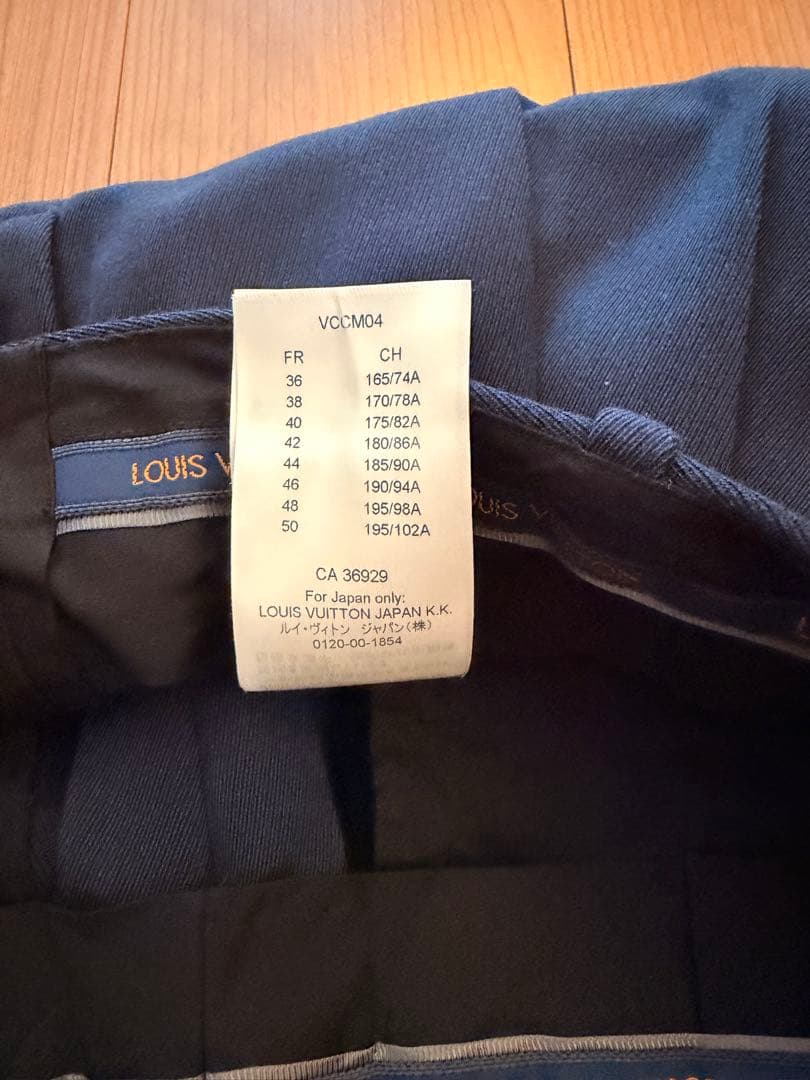 VCCM04
FR CH
36 165/74A
38 170/78A
40 175/82A
42 180/86A
44 185/90A
46 190/94A
48 195/98A
50 195/102A
LOUIS
CA 36929
For Japan only:
LOUIS VUITTON JAPAN K.K.
ルイ・ヴィトン ジャパン(株)
0120-00-1854